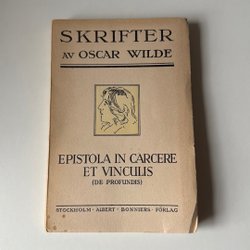 SKRIFTER
AV OSCAR WILDE
EPISTOLA IN CARCERE
ET VINCULIS
(DE PROFUNDIS)
STOCKHOLM · ALBERT · BONNIERS · FÖRLAG